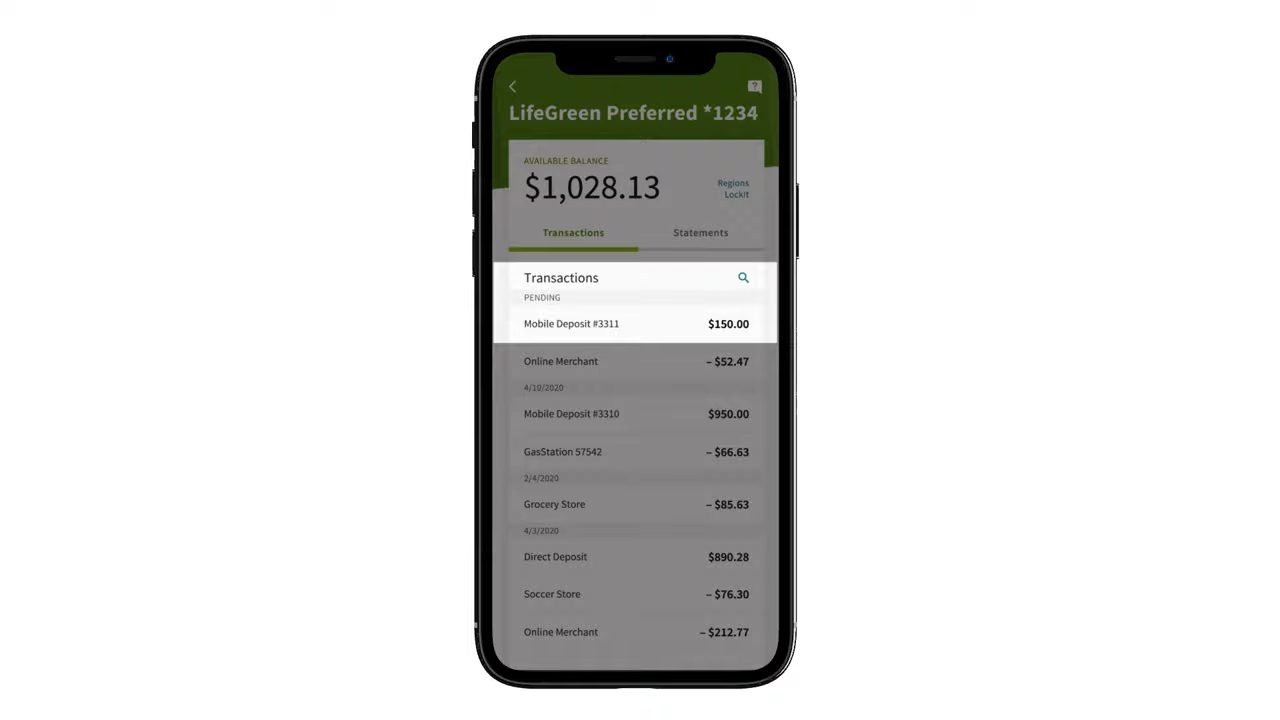 LifeGreen Preferred *1234
AVAILABLE BALANCE
$1,028.13
Regions
Lockit
Transactions Statements
Transactions
PENDING
Mobile Deposit #3311 $150.00
Online Merchant – $52.47
4/10/2020
Mobile Deposit #3310 $950.00
GasStation 57542 – $66.63
2/4/2020
Grocery Store – $85.63
4/3/2020
Direct Deposit $890.28
Soccer Store – $76.30
Online Merchant – $212.77